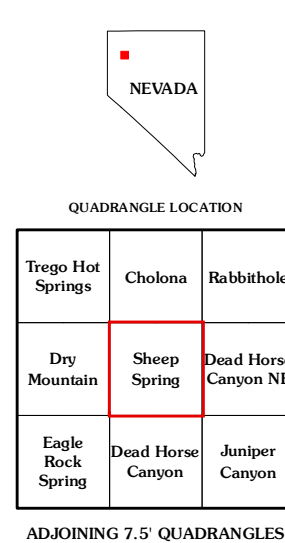 NEVADA
QUADRANGLE LOCATION
Trego Hot
Springs
Cholona
Rabbithole
Dry
Mountain
Sheep
Spring
Dead Horse
Canyon NE
Eagle
Rock
Spring
Dead Horse
Canyon
Juniper
Canyon
ADJOINING 7.5' QUADRANGLES